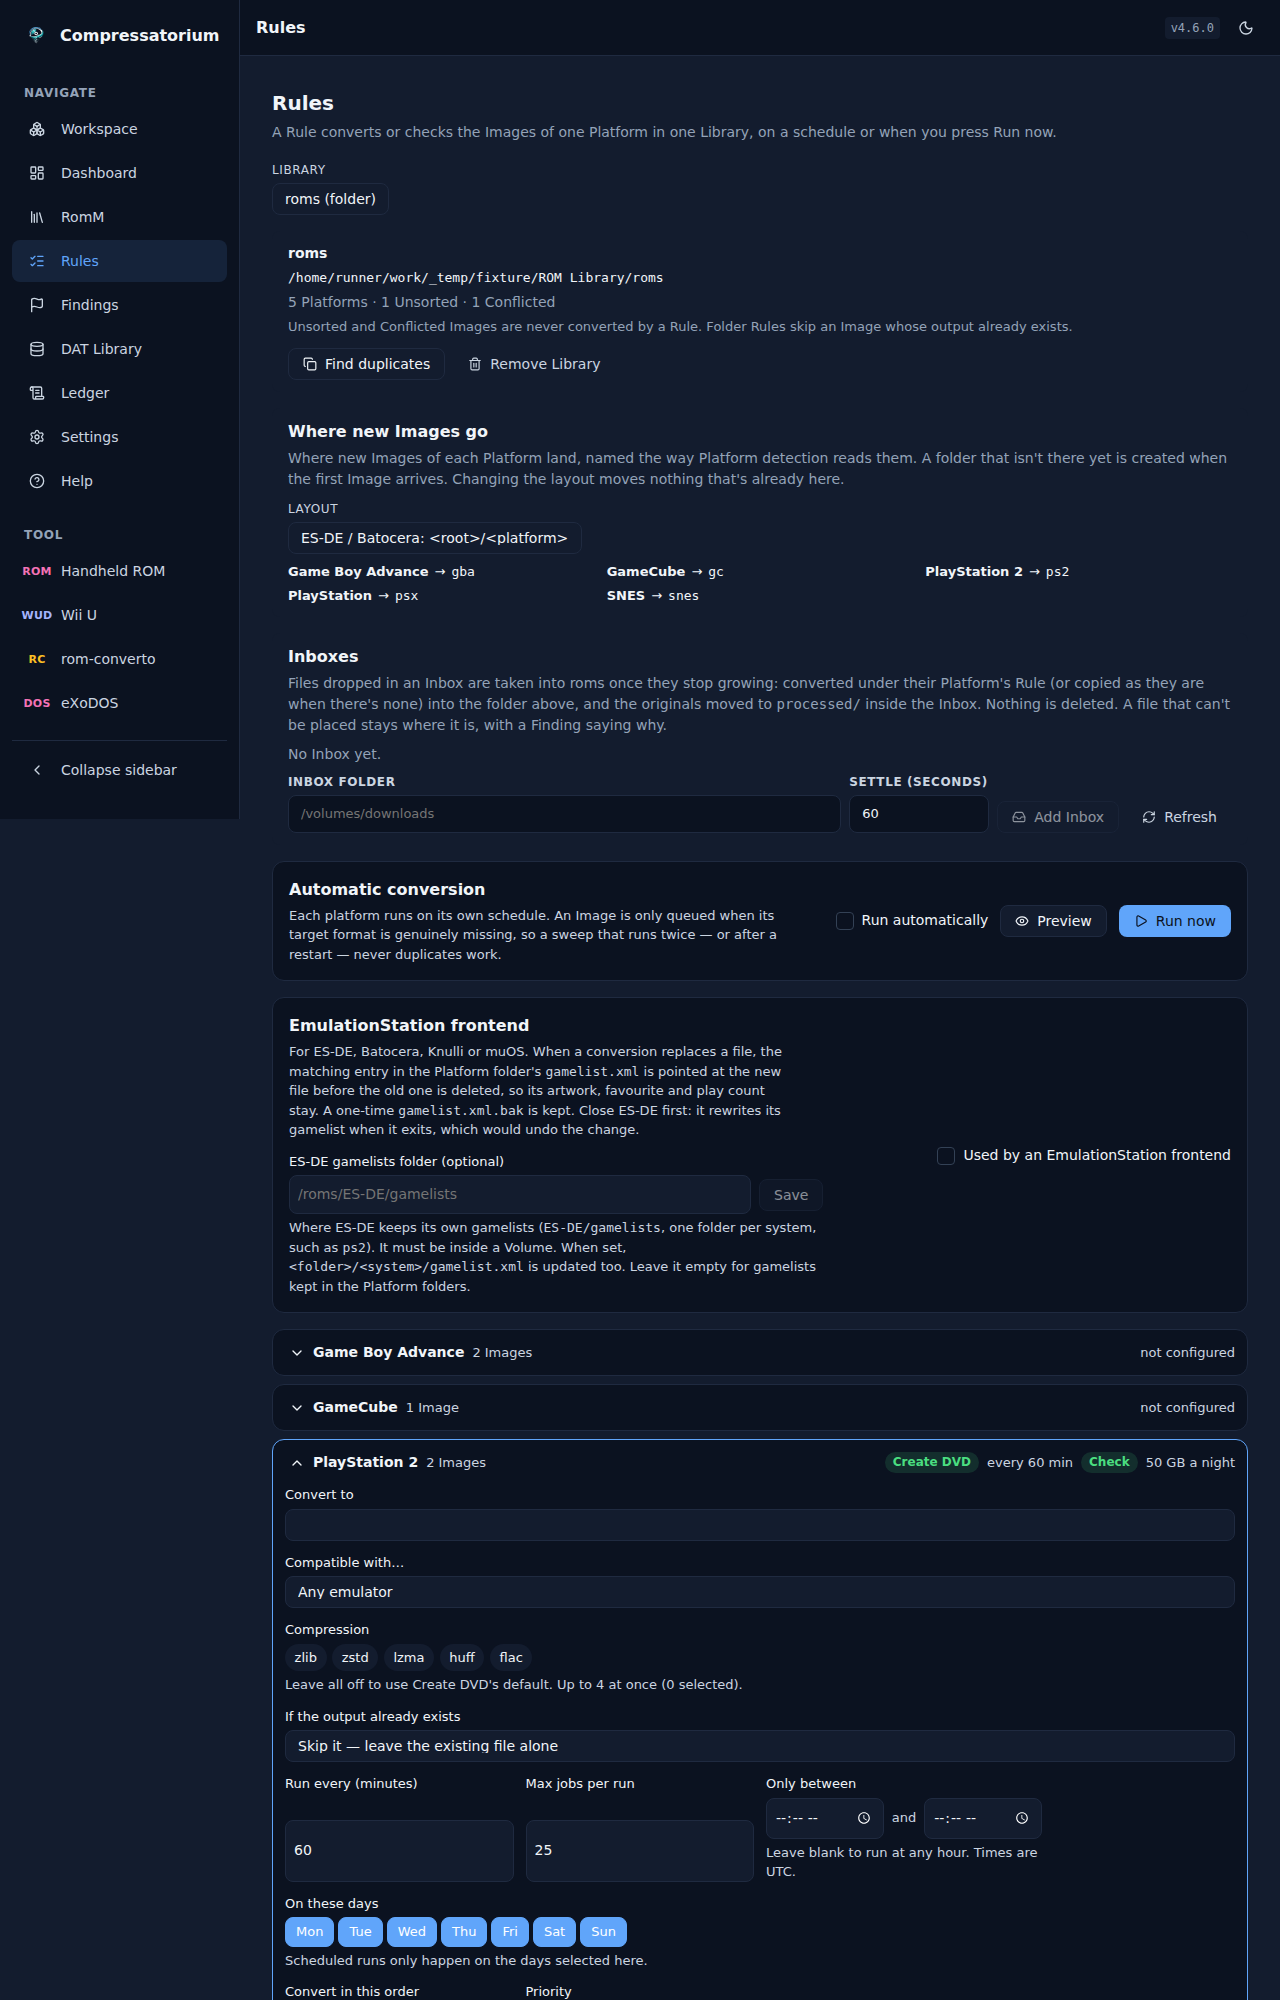 Compressatorium
NAVIGATE
Workspace
Dashboard
RomM
Rules
Findings
DAT Library
Ledger
Settings
Help
TOOL
ROM Handheld ROM
WUD Wii U
RC rom-converto
DOS eXoDOS
Collapse sidebar
Rules
v4.6.0
Rules
A Rule converts or checks the Images of one Platform in one Library, on a schedule or when you press Run now.
LIBRARY
roms (folder)
roms
/home/runner/work/_temp/fixture/ROM Library/roms
5 Platforms · 1 Unsorted · 1 Conflicted
Unsorted and Conflicted Images are never converted by a Rule. Folder Rules skip an Image whose output already exists.
Find duplicates
Remove Library
Where new Images go
Where new Images of each Platform land, named the way Platform detection reads them. A folder that isn't there yet is created when
the first Image arrives. Changing the layout moves nothing that's already here.
LAYOUT
ES-DE / Batocera: <root>/<platform>
Game Boy Advance → gba
GameCube → gc
PlayStation 2 → ps2
PlayStation → psx
SNES → snes
Inboxes
Files dropped in an Inbox are taken into roms once they stop growing: converted under their Platform's Rule (or copied as they are
when there's none) into the folder above, and the originals moved to processed/ inside the Inbox. Nothing is deleted. A file that can't
be placed stays where it is, with a Finding saying why.
No Inbox yet.
INBOX FOLDER
SETTLE (SECONDS)
/volumes/downloads
60
Add Inbox
Refresh
Automatic conversion
Each platform runs on its own schedule. An Image is only queued when its
target format is genuinely missing, so a sweep that runs twice — or after a
restart — never duplicates work.
Run automatically
Preview
Run now
EmulationStation frontend
For ES-DE, Batocera, Knulli or muOS. When a conversion replaces a file, the
matching entry in the Platform folder's gamelist.xml is pointed at the new
file before the old one is deleted, so its artwork, favourite and play count
stay. A one-time gamelist.xml.bak is kept. Close ES-DE first: it rewrites its
gamelist when it exits, which would undo the change.
ES-DE gamelists folder (optional)
/roms/ES-DE/gamelists
Save
Where ES-DE keeps its own gamelists (ES-DE/gamelists, one folder per system,
such as ps2). It must be inside a Volume. When set,
<folder>/<system>/gamelist.xml is updated too. Leave it empty for gamelists
kept in the Platform folders.
Used by an EmulationStation frontend
Game Boy Advance 2 Images
not configured
GameCube 1 Image
not configured
PlayStation 2 2 Images
Create DVD every 60 min Check 50 GB a night
Convert to
Compatible with…
Any emulator
Compression
zlib zstd lzma huff flac
Leave all off to use Create DVD's default. Up to 4 at once (0 selected).
If the output already exists
Skip it — leave the existing file alone
Run every (minutes)
Max jobs per run
Only between
60
25
--:-- -- and --:-- --
Leave blank to run at any hour. Times are
UTC.
On these days
Mon Tue Wed Thu Fri Sat Sun
Scheduled runs only happen on the days selected here.
Convert in this order
Priority